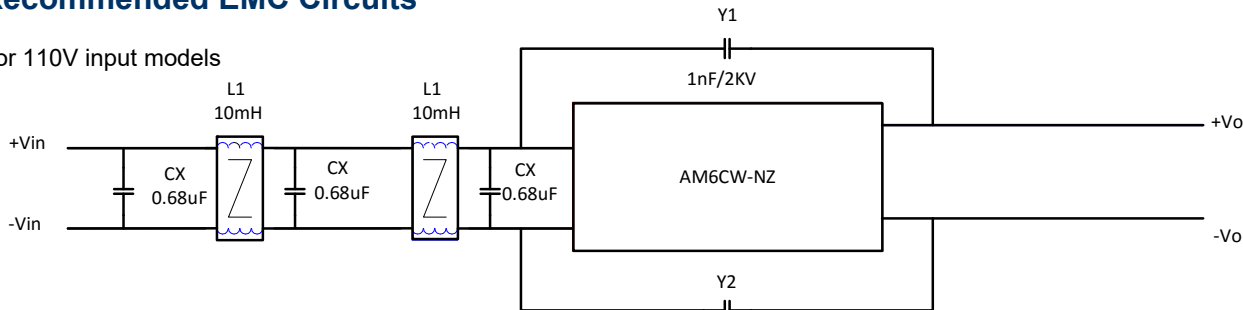 Recommended EMC Circuits
Y1
or 110V input models
1nF/2KV
L1
10mH
L1
10mH
+Vin
+Vo
CX
0.68uF
CX
0.68uF
CX
0.68uF
AM6CW-NZ
-Vin
-Vo
Y2